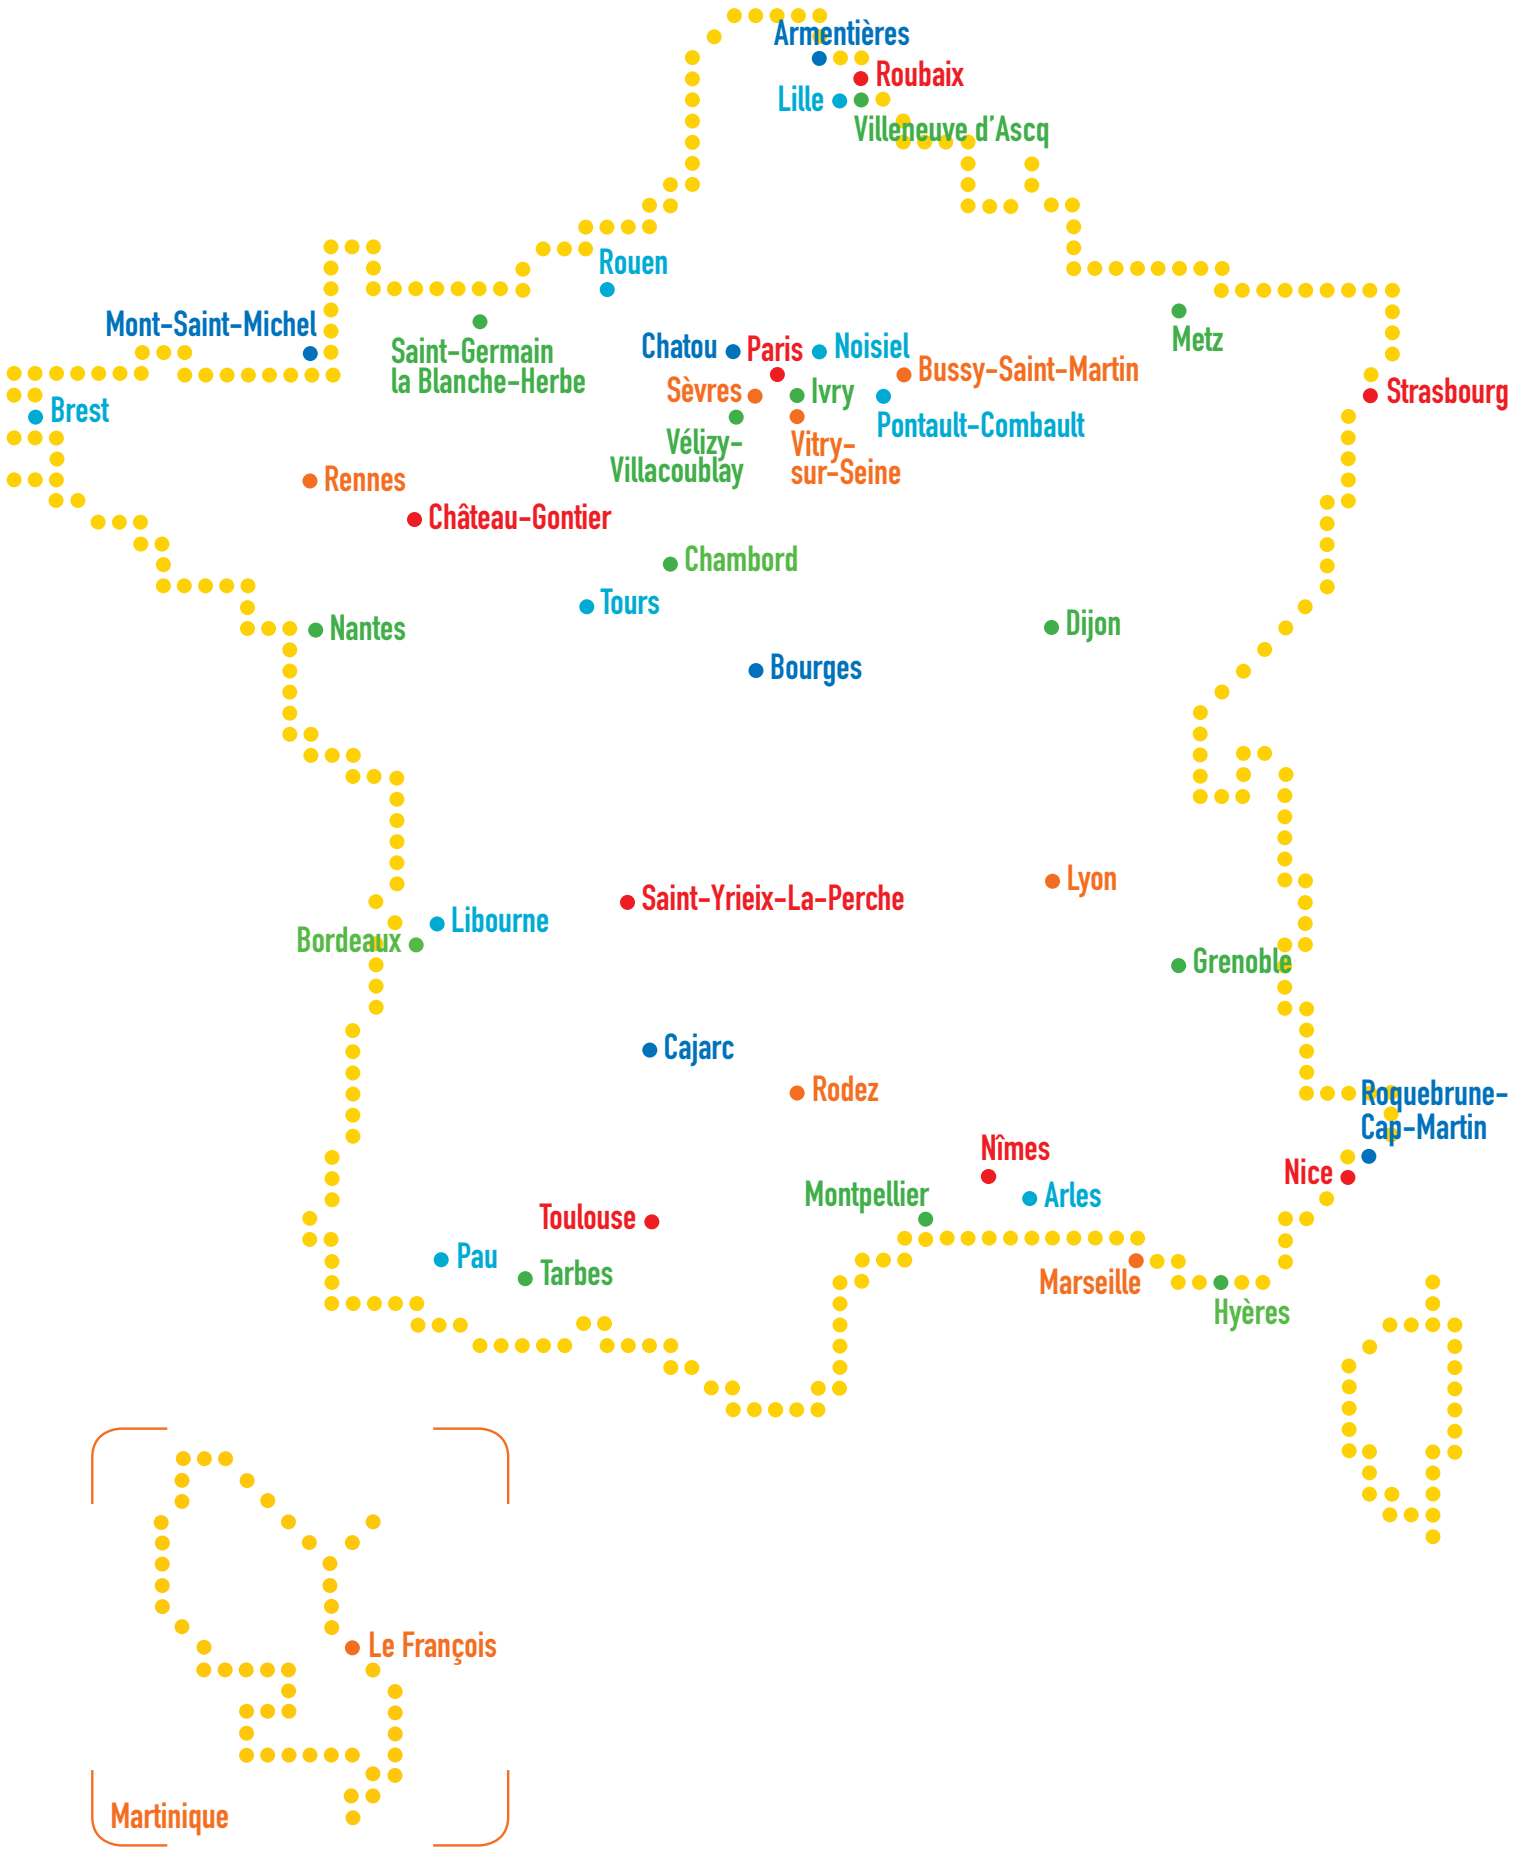 Armentières
Roubaix
Lille
Villeneuve d'Ascq
Rouen
Mont-Saint-Michel
Saint-Germain
la Blanche-Herbe
Metz
Chatou
Paris
Noisiel
Bussy-Saint-Martin
Sèvres
Ivry
Strasbourg
Brest
Pontault-Combault
Vélizy-
Villacoublay
Vitry-
sur-Seine
Rennes
Château-Gontier
Chambord
Tours
Nantes
Dijon
Bourges
Lyon
Saint-Yrieix-La-Perche
Libourne
Bordeaux
Grenoble
Cajarc
Rodez
Roquebrune-
Cap-Martin
Nîmes
Nice
Montpellier
Arles
Toulouse
Pau
Tarbes
Marseille
Hyères
Le François
Martinique